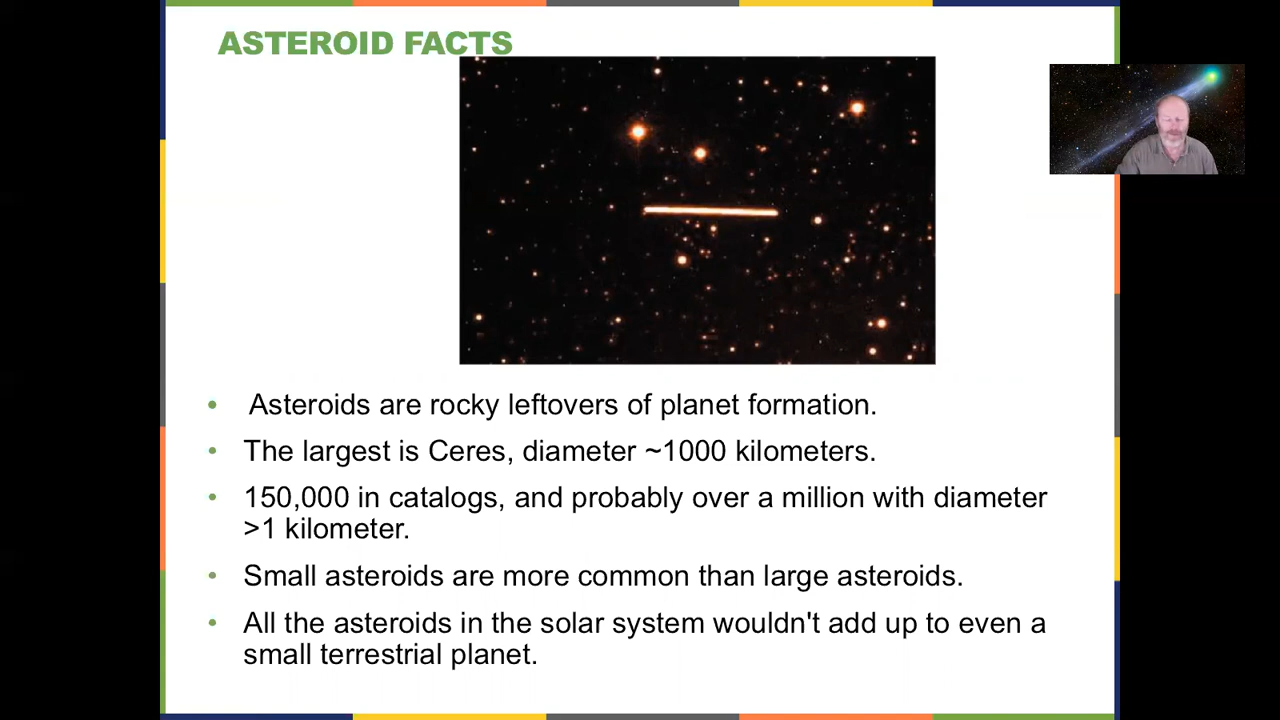 ASTEROID FACTS
• Asteroids are rocky leftovers of planet formation.
• The largest is Ceres, diameter ~1000 kilometers.
• 150,000 in catalogs, and probably over a million with diameter
>1 kilometer.
• Small asteroids are more common than large asteroids.
• All the asteroids in the solar system wouldn't add up to even a
small terrestrial planet.